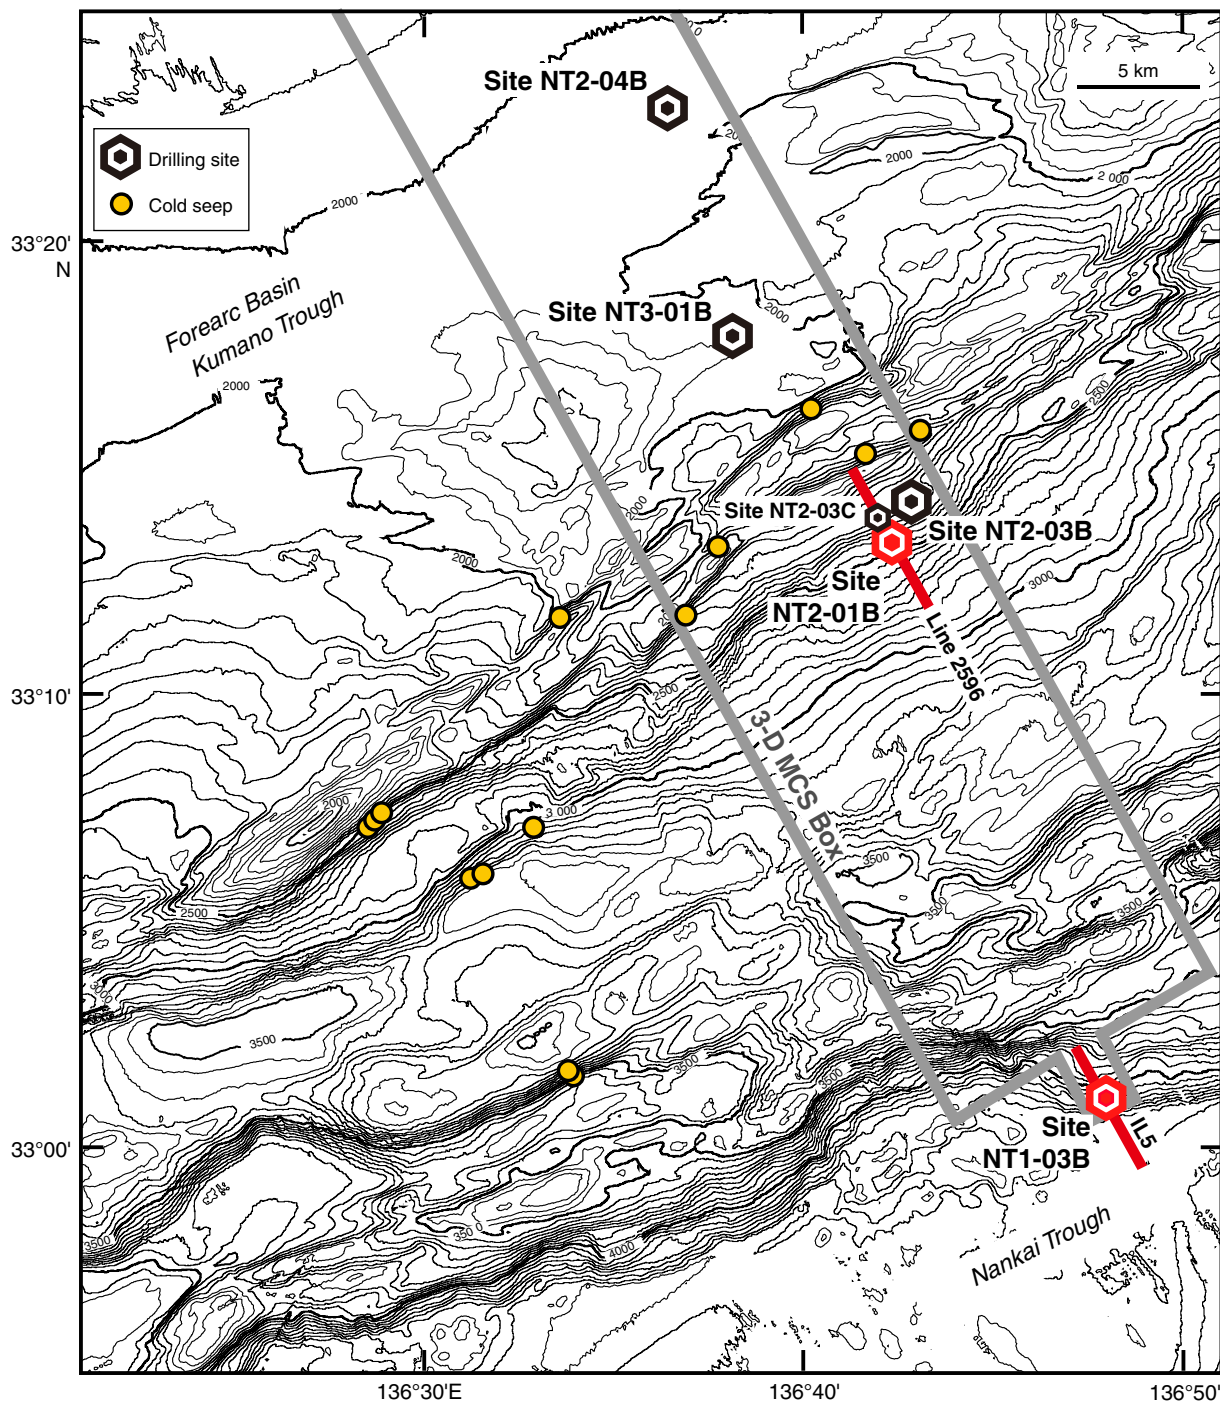 Site NT2-04B
5 km
Drilling site
Cold seep
2000
2 000
2000
33°20'
N
Forearc Basin
Kumano Trough
Site NT3-01B
2000
2000
2500
Site NT2-03C
Site NT2-03B
2000
2000
Site
NT2-01B
3000
Line 2596
33°10'
2500
3-D MCS Box
2000
3 000
3500
2500
3500
3500
3000
3500
3500
3500
33°00'
Site
NT1-03B
IL5
3500
350 0
4000
Nankai Trough
136°30'E
136°40'
136°50'